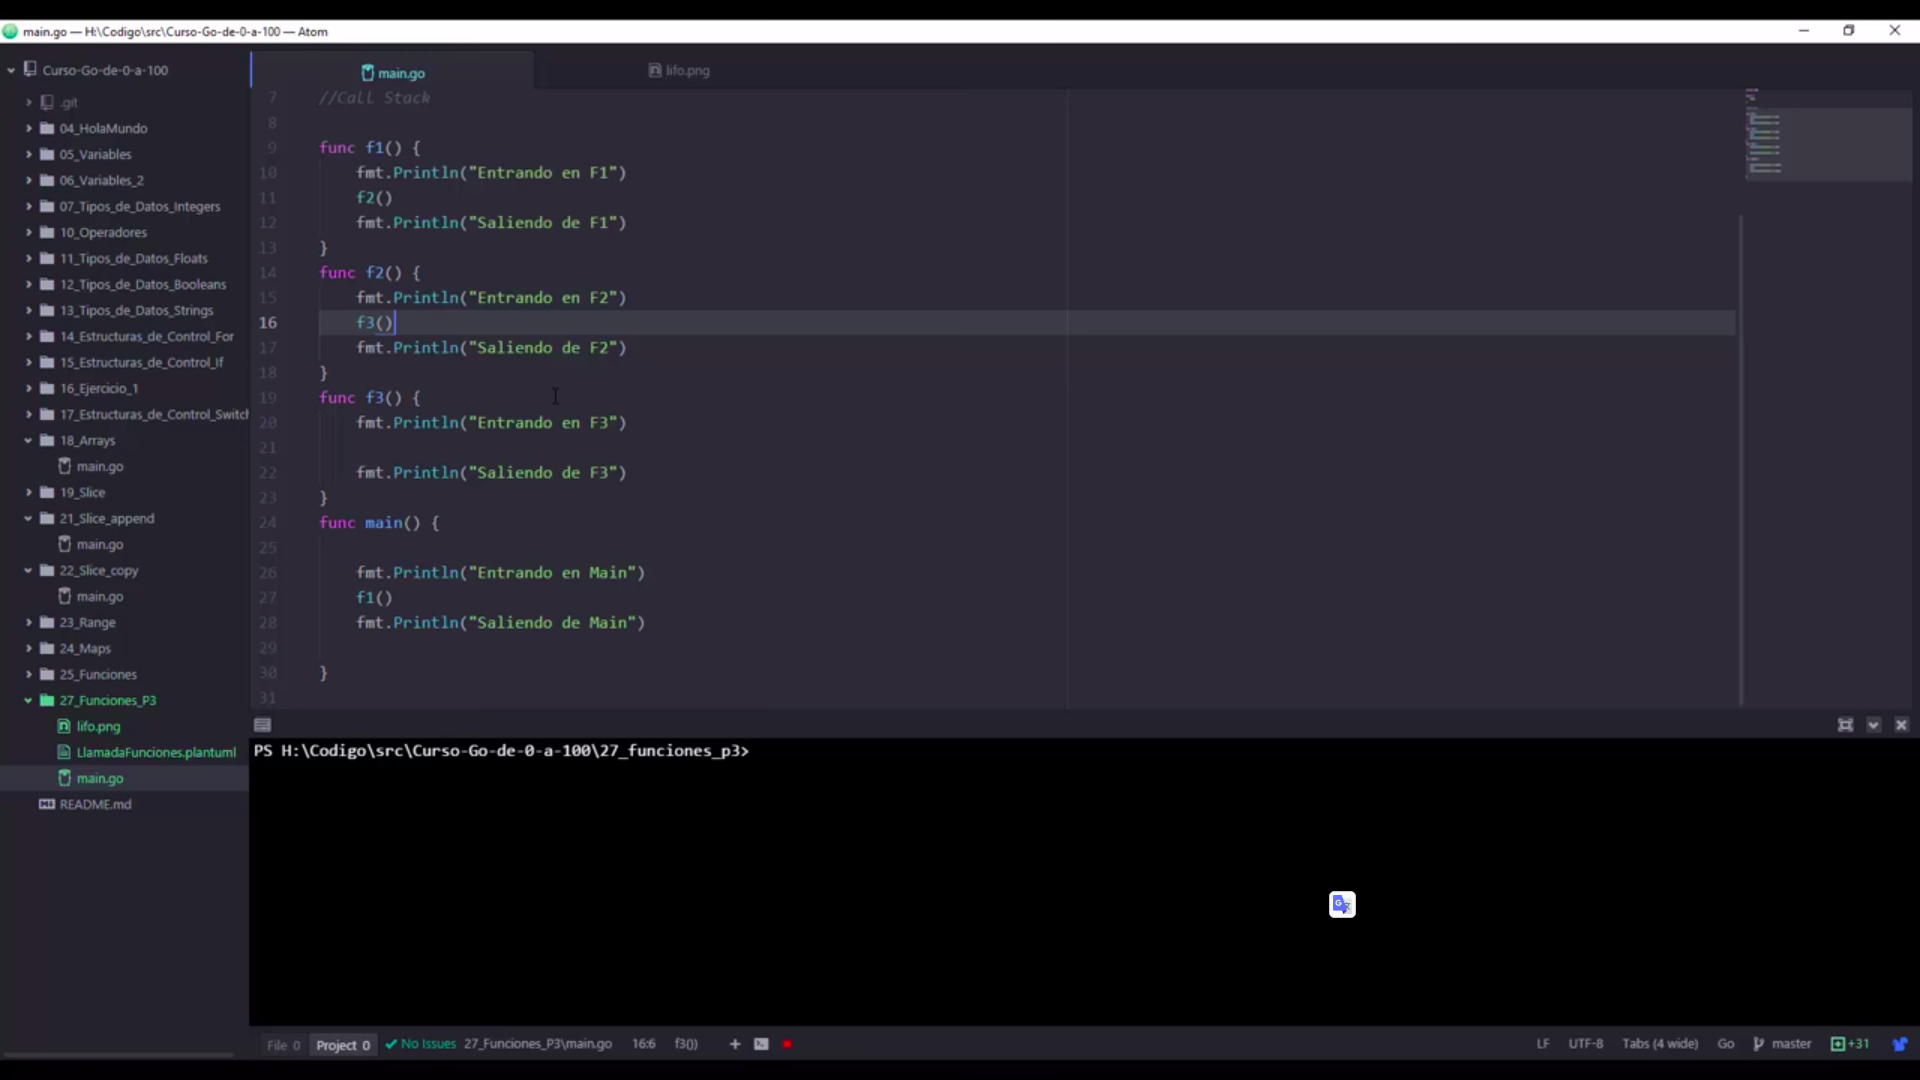 main.go — H:\Codigo\src\Curso-Go-de-0-a-100 — Atom
Curso-Go-de-0-a-100
.git
04_HolaMundo
05_Variables
06_Variables_2
07_Tipos_de_Datos_Integers
10_Operadores
11_Tipos_de_Datos_Floats
12_Tipos_de_Datos_Booleans
13_Tipos_de_Datos_Strings
14_Estructuras_de_Control_For
15_Estructuras_de_Control_If
16_Ejercicio_1
17_Estructuras_de_Control_Switch
18_Arrays
main.go
19_Slice
21_Slice_append
main.go
22_Slice_copy
main.go
23_Range
24_Maps
25_Funciones
27_Funciones_P3
lifo.png
LlamadaFunciones.plantuml
main.go
README.md
main.go
lifo.png
7 //Call Stack
8
9 func f1() {
10 fmt.Println("Entrando en F1")
11 f2()
12 fmt.Println("Saliendo de F1")
13 }
14 func f2() {
15 fmt.Println("Entrando en F2")
16 f3()
17 fmt.Println("Saliendo de F2")
18 }
19 func f3() {
20 fmt.Println("Entrando en F3")
21
22 fmt.Println("Saliendo de F3")
23 }
24 func main() {
25
26 fmt.Println("Entrando en Main")
27 f1()
28 fmt.Println("Saliendo de Main")
29
30 }
31
PS H:\Codigo\src\Curso-Go-de-0-a-100\27_funciones_p3>
File 0 Project 0 No Issues 27_Funciones_P3\main.go 16:6 f3() LF UTF-8 Tabs (4 wide) Go master +31